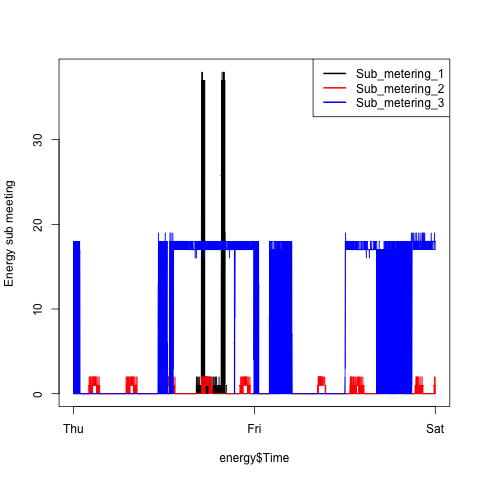 Sub_metering_1
Sub_metering_2
Sub_metering_3
Energy sub meeting
30
20
10
0
Thu Fri Sat
energy$Time